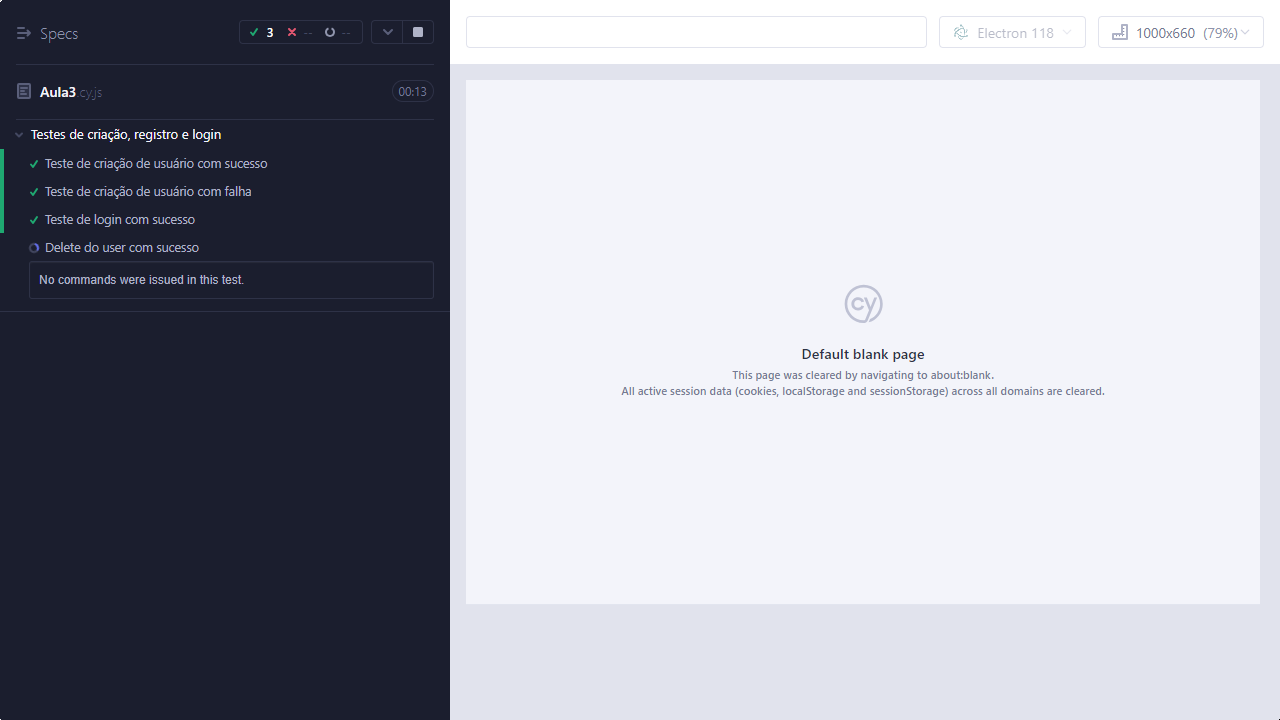 Specs
3 -- --
Aula3.cy.js
00:13
Testes de criação, registro e login
Teste de criação de usuário com sucesso
Teste de criação de usuário com falha
Teste de login com sucesso
Delete do user com sucesso
No commands were issued in this test.
Electron 118
1000x660 (79%)
cy
Default blank page
This page was cleared by navigating to about:blank.
All active session data (cookies, localStorage and sessionStorage) across all domains are cleared.